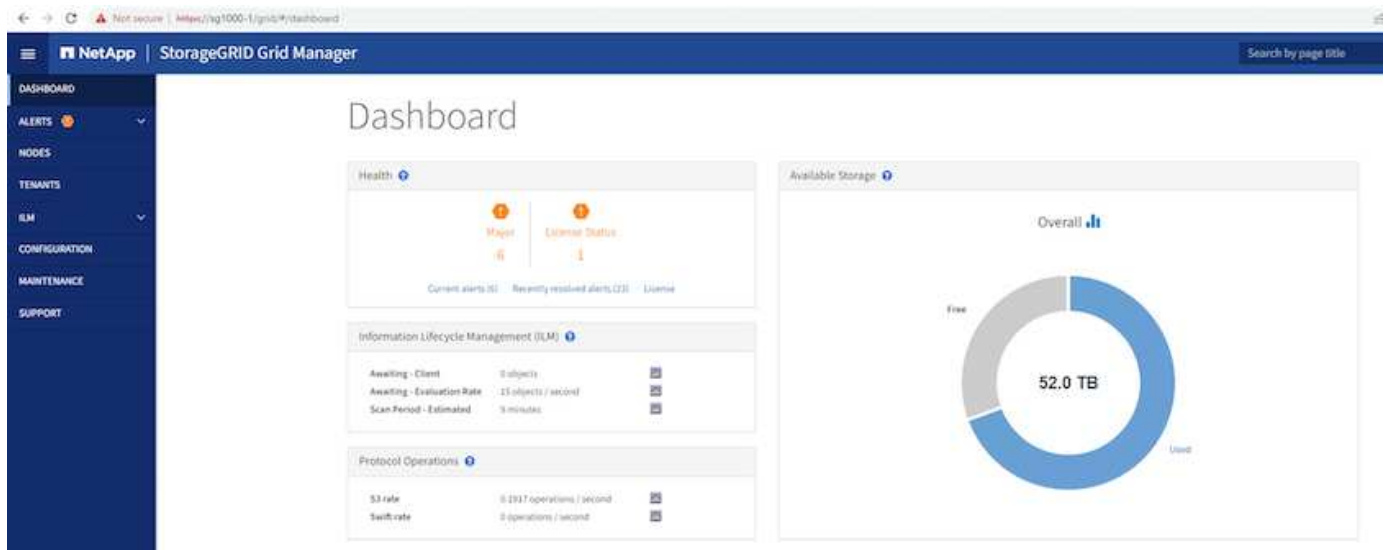 Not secure | https://sg1000-1/grid/#/dashboard
NetApp | StorageGRID Grid Manager
Search by page title
DASHBOARD
ALERTS
NODES
TENANTS
ILM
CONFIGURATION
MAINTENANCE
SUPPORT
Dashboard
Health
Major
6
License Status
1
Current alerts (6)
Recently resolved alerts (23)
License
Information Lifecycle Management (ILM)
Awaiting - Client 0 objects
Awaiting - Evaluation Rate 15 objects / second
Scan Period - Estimated 9 minutes
Protocol Operations
S3 rate 0.1917 operations / second
Swift rate 0 operations / second
Available Storage
Overall
Free
52.0 TB
Used